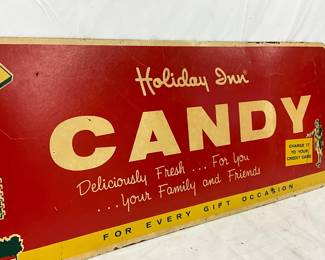 Holiday Inn®
CANDY
Deliciously Fresh . . . For You
. . . Your Family and Friends
CHARGE IT
TO YOUR
CREDIT CARD
FOR EVERY GIFT OCCASION